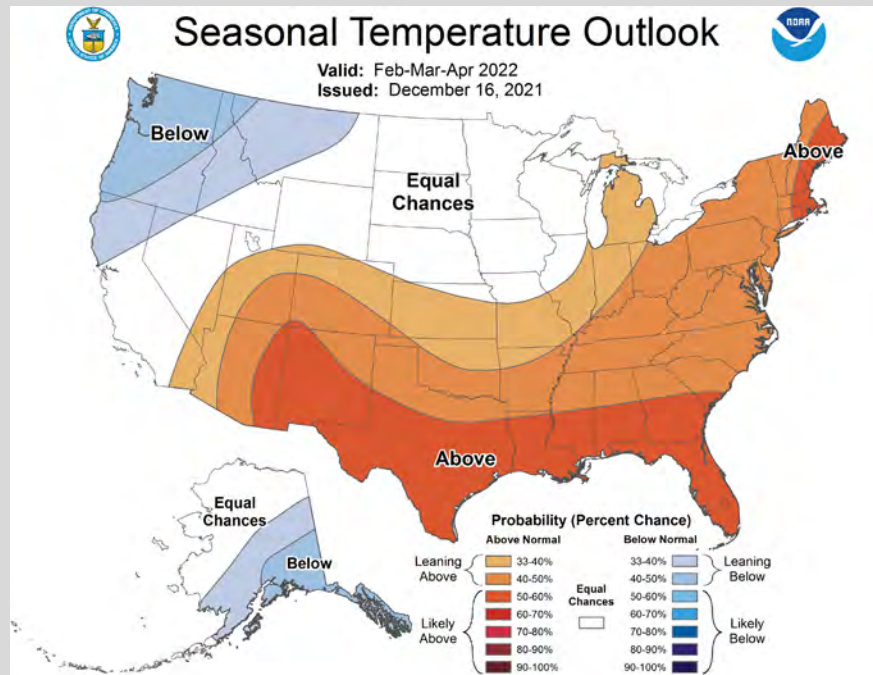 Seasonal Temperature Outlook
NOAA
Valid: Feb-Mar-Apr 2022
Issued: December 16, 2021
Below
Equal
Chances
Above
Above
Equal
Chances
Below
Probability (Percent Chance)
Above Normal
Below Normal
Leaning
Above
33-40%
40-50%
Likely
Above
50-60%
60-70%
70-80%
80-90%
90-100%
Equal
Chances
33-40%
40-50%
Leaning
Below
50-60%
60-70%
70-80%
80-90%
90-100%
Likely
Below